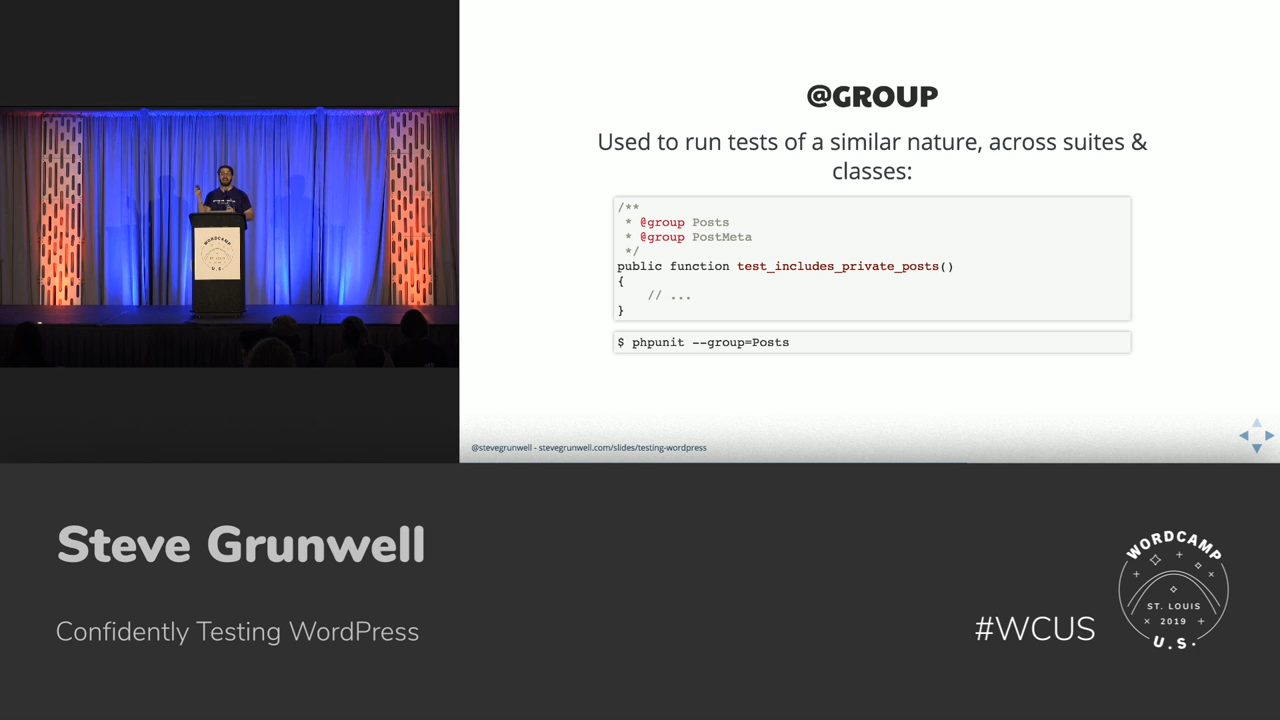 @GROUP
Used to run tests of a similar nature, across suites &
classes:
/**
* @group Posts
* @group PostMeta
*/
public function test_includes_private_posts()
{
// ...
}
$ phpunit --group=Posts
@stevegrunwell - stevegrunwell.com/slides/testing-wordpress
WORDCAMP
U.S.
Steve Grunwell
Confidently Testing WordPress
#WCUS
WORDCAMP
ST. LOUIS
2019
U.S.